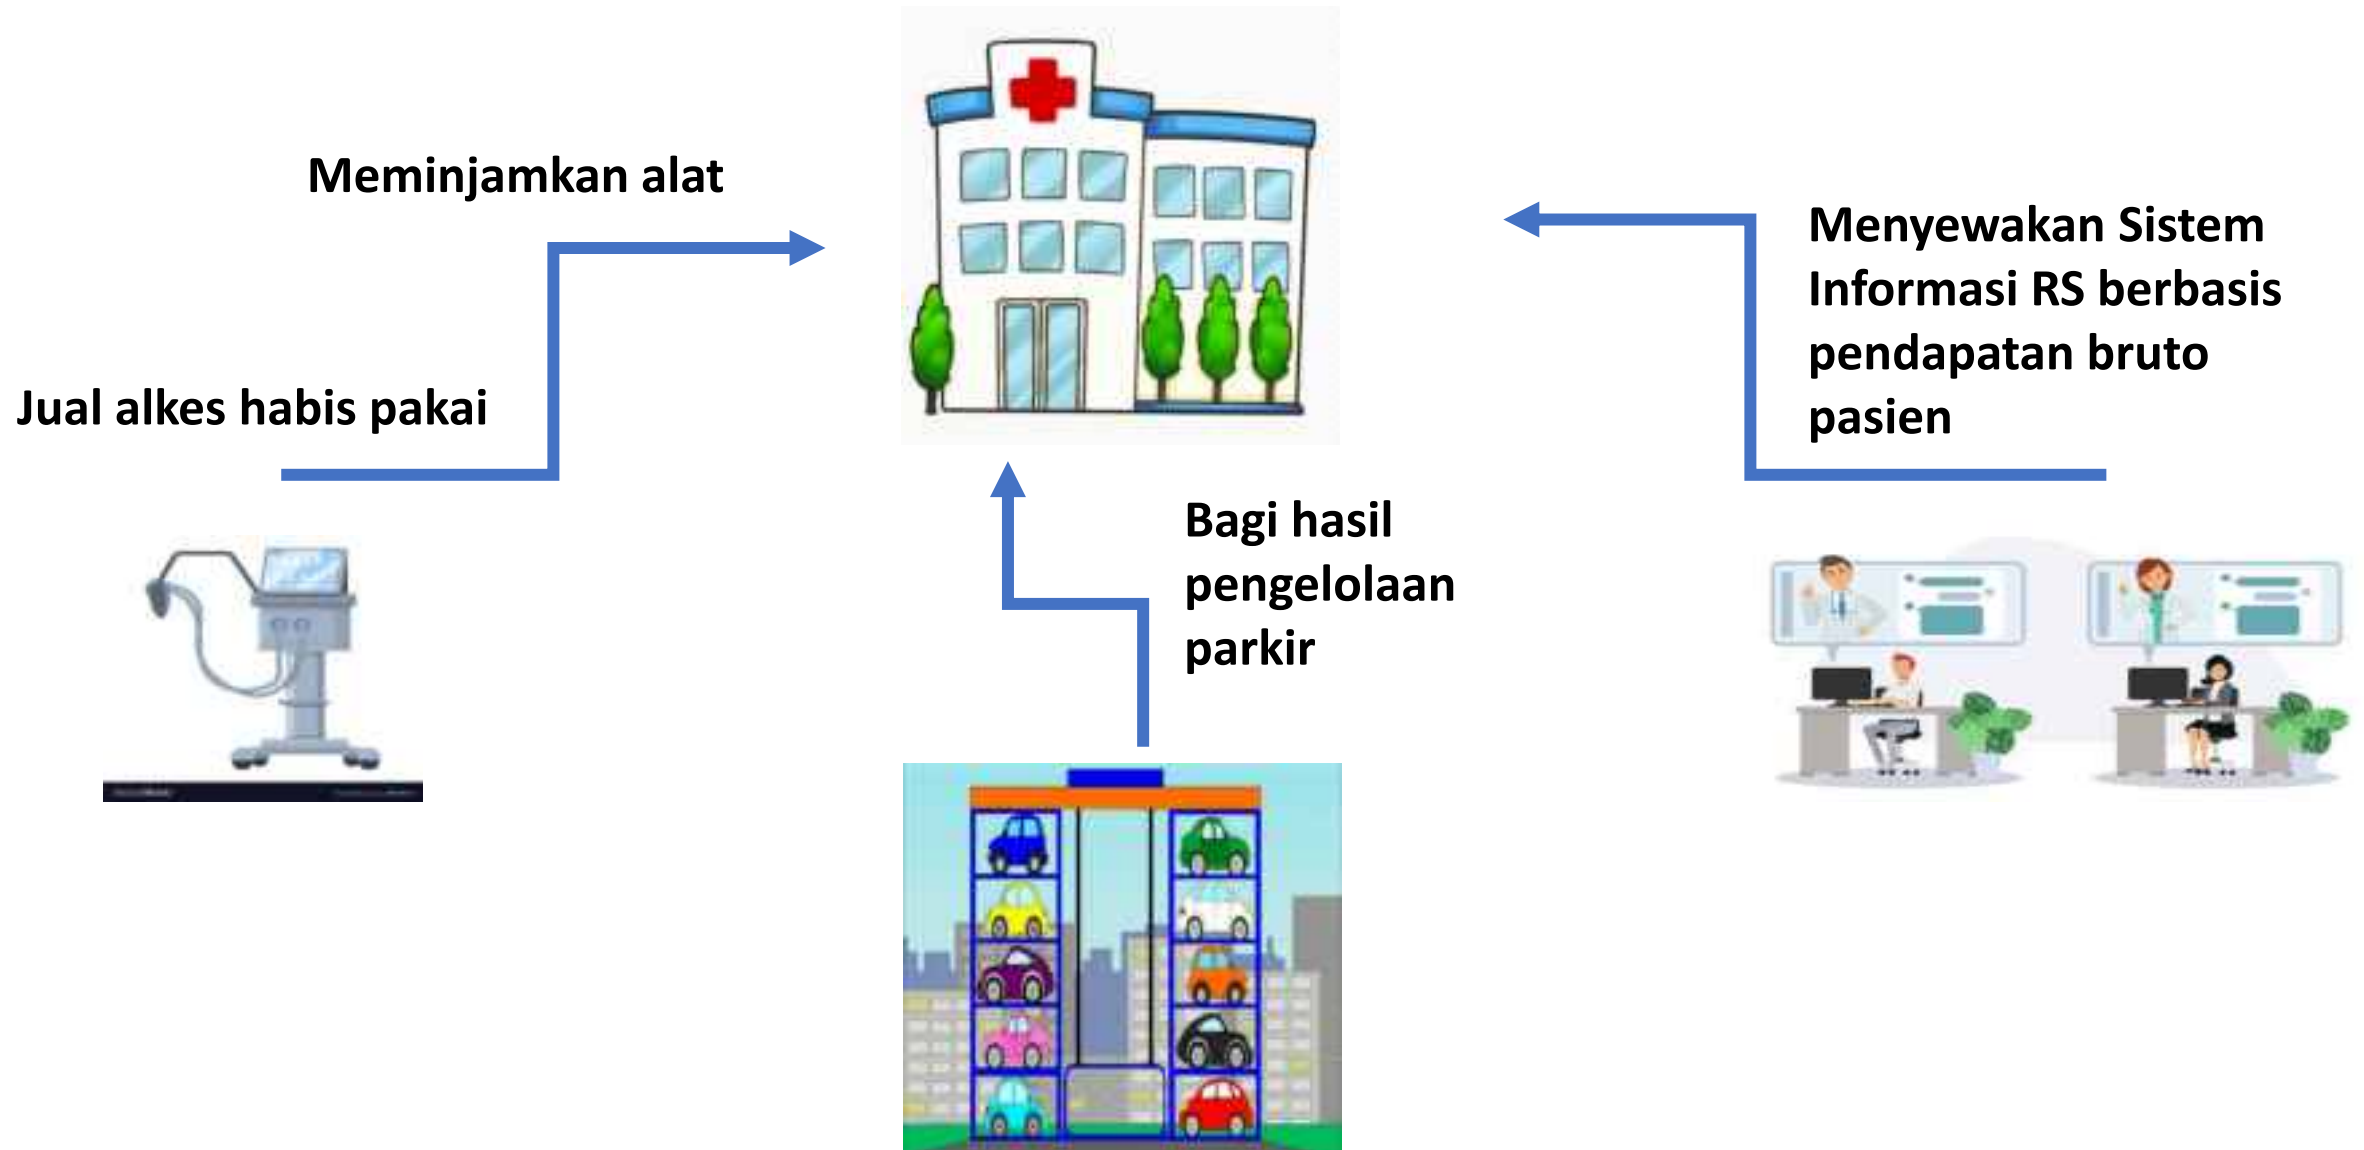 Meminjamkan alat
Jual alkes habis pakai
Menyewakan Sistem
Informasi RS berbasis
pendapatan bruto
pasien
Bagi hasil
pengelolaan
parkir